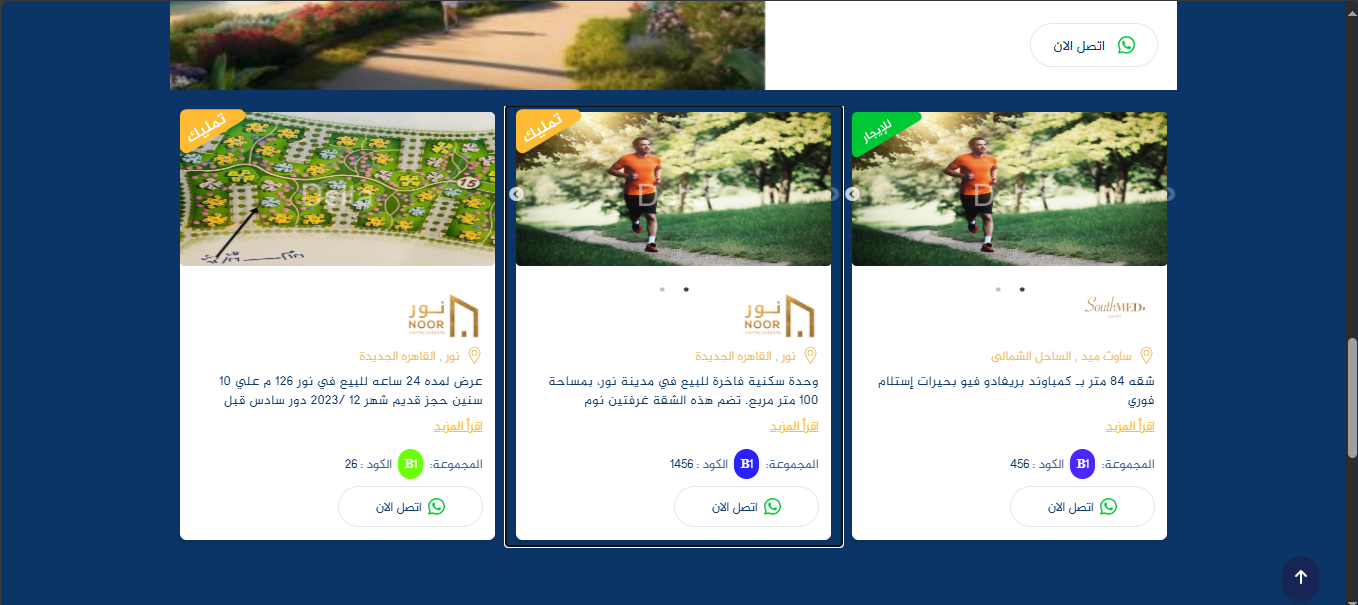 اتصل الان
للإيجار
SouthMED
EGYPT
ساوث ميد , الساحل الشمالى
شقه 84 متر بـ كمباوند بريفادو فيو بحيرات إستلام
فوري
اقرأ المزيد
المجموعة: B1 الكود : 456
اتصل الان
تمليك
نور
NOOR
نور , القاهره الجديدة
وحدة سكنية فاخرة للبيع في مدينة نور، بمساحة
100 متر مربع. تضم هذه الشقة غرفتين نوم
اقرأ المزيد
المجموعة: B1 الكود : 1456
اتصل الان
تمليك
15
نور
NOOR
نور , القاهره الجديدة
عرض لمده 24 ساعه للبيع في نور 126 م علي 10
سنين حجز قديم شهر 12 /2023 دور سادس قبل
اقرأ المزيد
المجموعة: B1 الكود : 26
اتصل الان